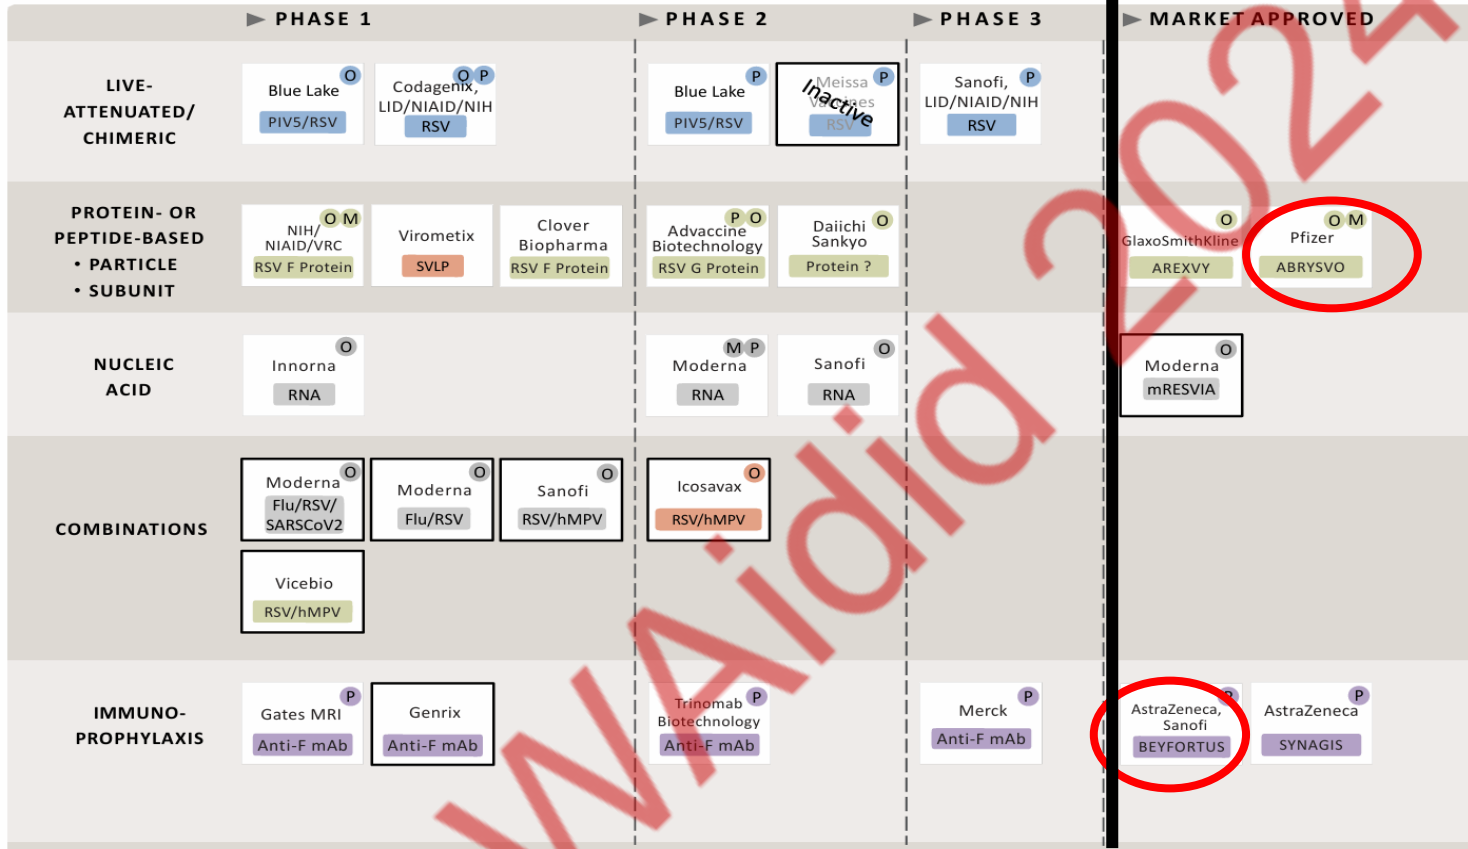 PHASE 1
PHASE 2
PHASE 3
MARKET APPROVED
LIVE-
ATTENUATED/
CHIMERIC
O
Blue Lake
PIV5/RSV
O P
Codagenix,
LID/NIAID/NIH
RSV
P
Blue Lake
PIV5/RSV
P
Meissa
Vaccines
RSV
Inactive
P
Sanofi,
LID/NIAID/NIH
RSV
PROTEIN- OR
PEPTIDE-BASED
• PARTICLE
• SUBUNIT
O M
NIH/
NIAID/VRC
RSV F Protein
Virometix
SVLP
Clover
Biopharma
RSV F Protein
P O
Advaccine
Biotechnology
RSV G Protein
O
Daiichi
Sankyo
Protein ?
O
GlaxoSmithKline
AREXVY
O M
Pfizer
ABRYSVO
NUCLEIC
ACID
O
Innorna
RNA
M P
Moderna
RNA
O
Sanofi
RNA
O
Moderna
mRESVIA
COMBINATIONS
O
Moderna
Flu/RSV/
SARSCoV2
O
Moderna
Flu/RSV
O
Sanofi
RSV/hMPV
O
Icosavax
RSV/hMPV
Vicebio
RSV/hMPV
IMMUNO-
PROPHYLAXIS
P
Gates MRI
Anti-F mAb
Genrix
Anti-F mAb
P
Trinomab
Biotechnology
Anti-F mAb
P
Merck
Anti-F mAb
P
AstraZeneca,
Sanofi
BEYFORTUS
P
AstraZeneca
SYNAGIS
WAidid 2024